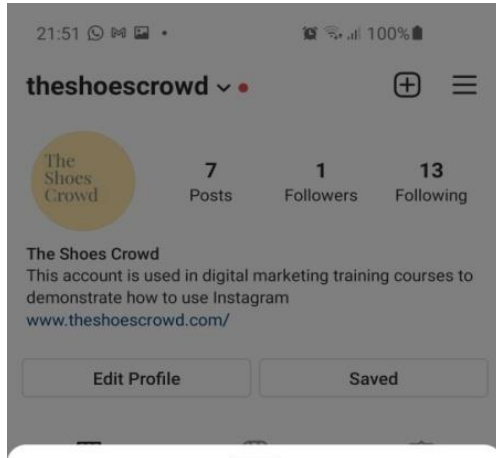 21:51
100%
theshoescrowd
The
Shoes
Crowd
7
Posts
1
Followers
13
Following
The Shoes Crowd
This account is used in digital marketing training courses to
demonstrate how to use Instagram
www.theshoescrowd.com/
Edit Profile
Saved